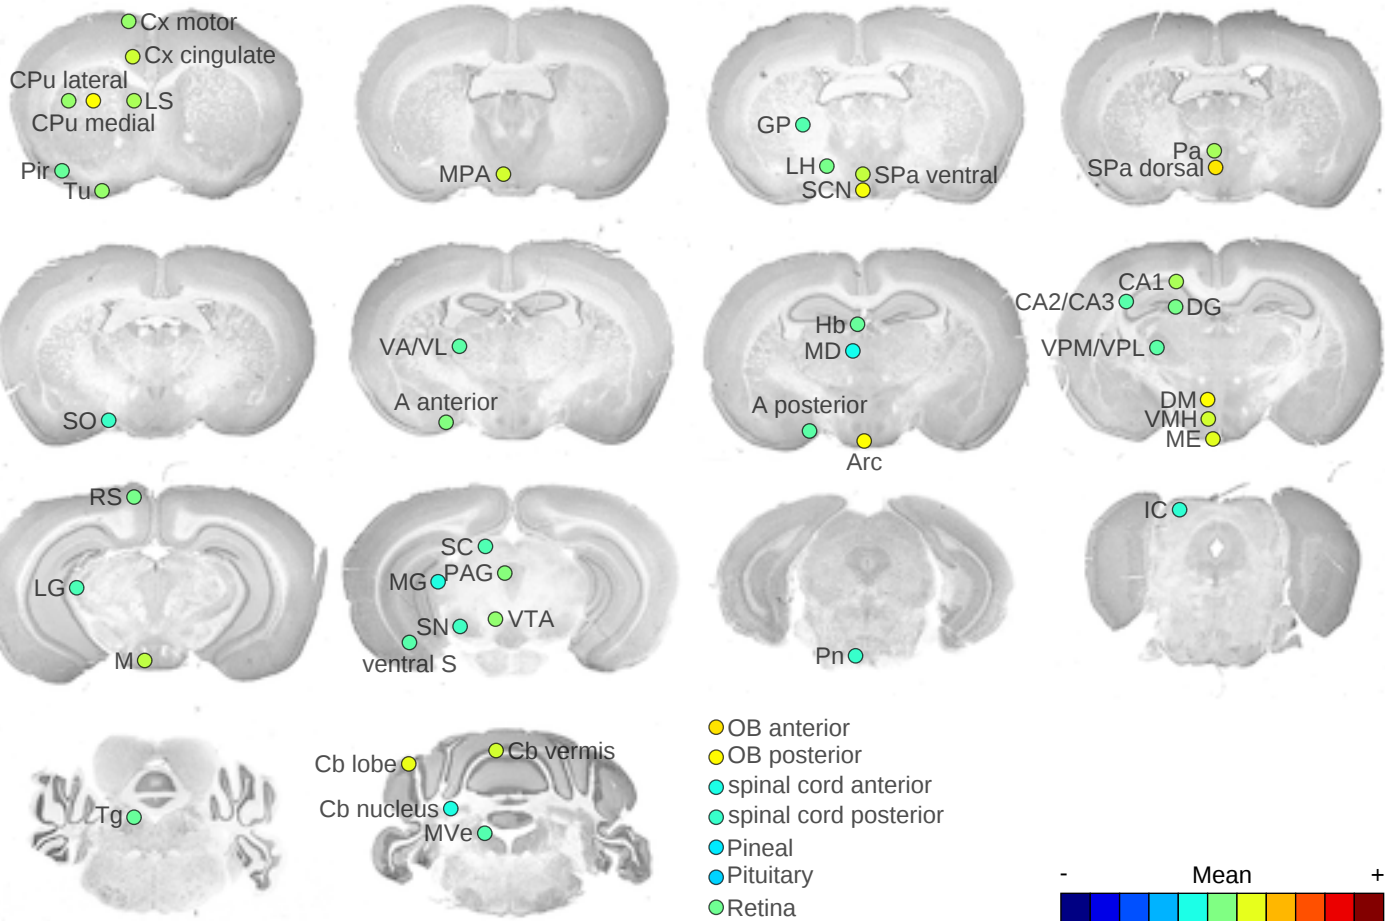 Cx motor
Cx cingulate
CPu lateral
LS
CPu medial
Pir
Tu
MPA
GP
LH
SPa ventral
SCN
Pa
SPa dorsal
SO
VA/VL
A anterior
Hb
MD
A posterior
Arc
CA1
CA2/CA3
DG
VPM/VPL
DM
VMH
ME
RS
LG
M
SC
MG
PAG
SN
VTA
ventral S
Pn
IC
Tg
Cb lobe
Cb vermis
Cb nucleus
MVe
OB anterior
OB posterior
spinal cord anterior
spinal cord posterior
Pineal
Pituitary
Retina
- Mean +